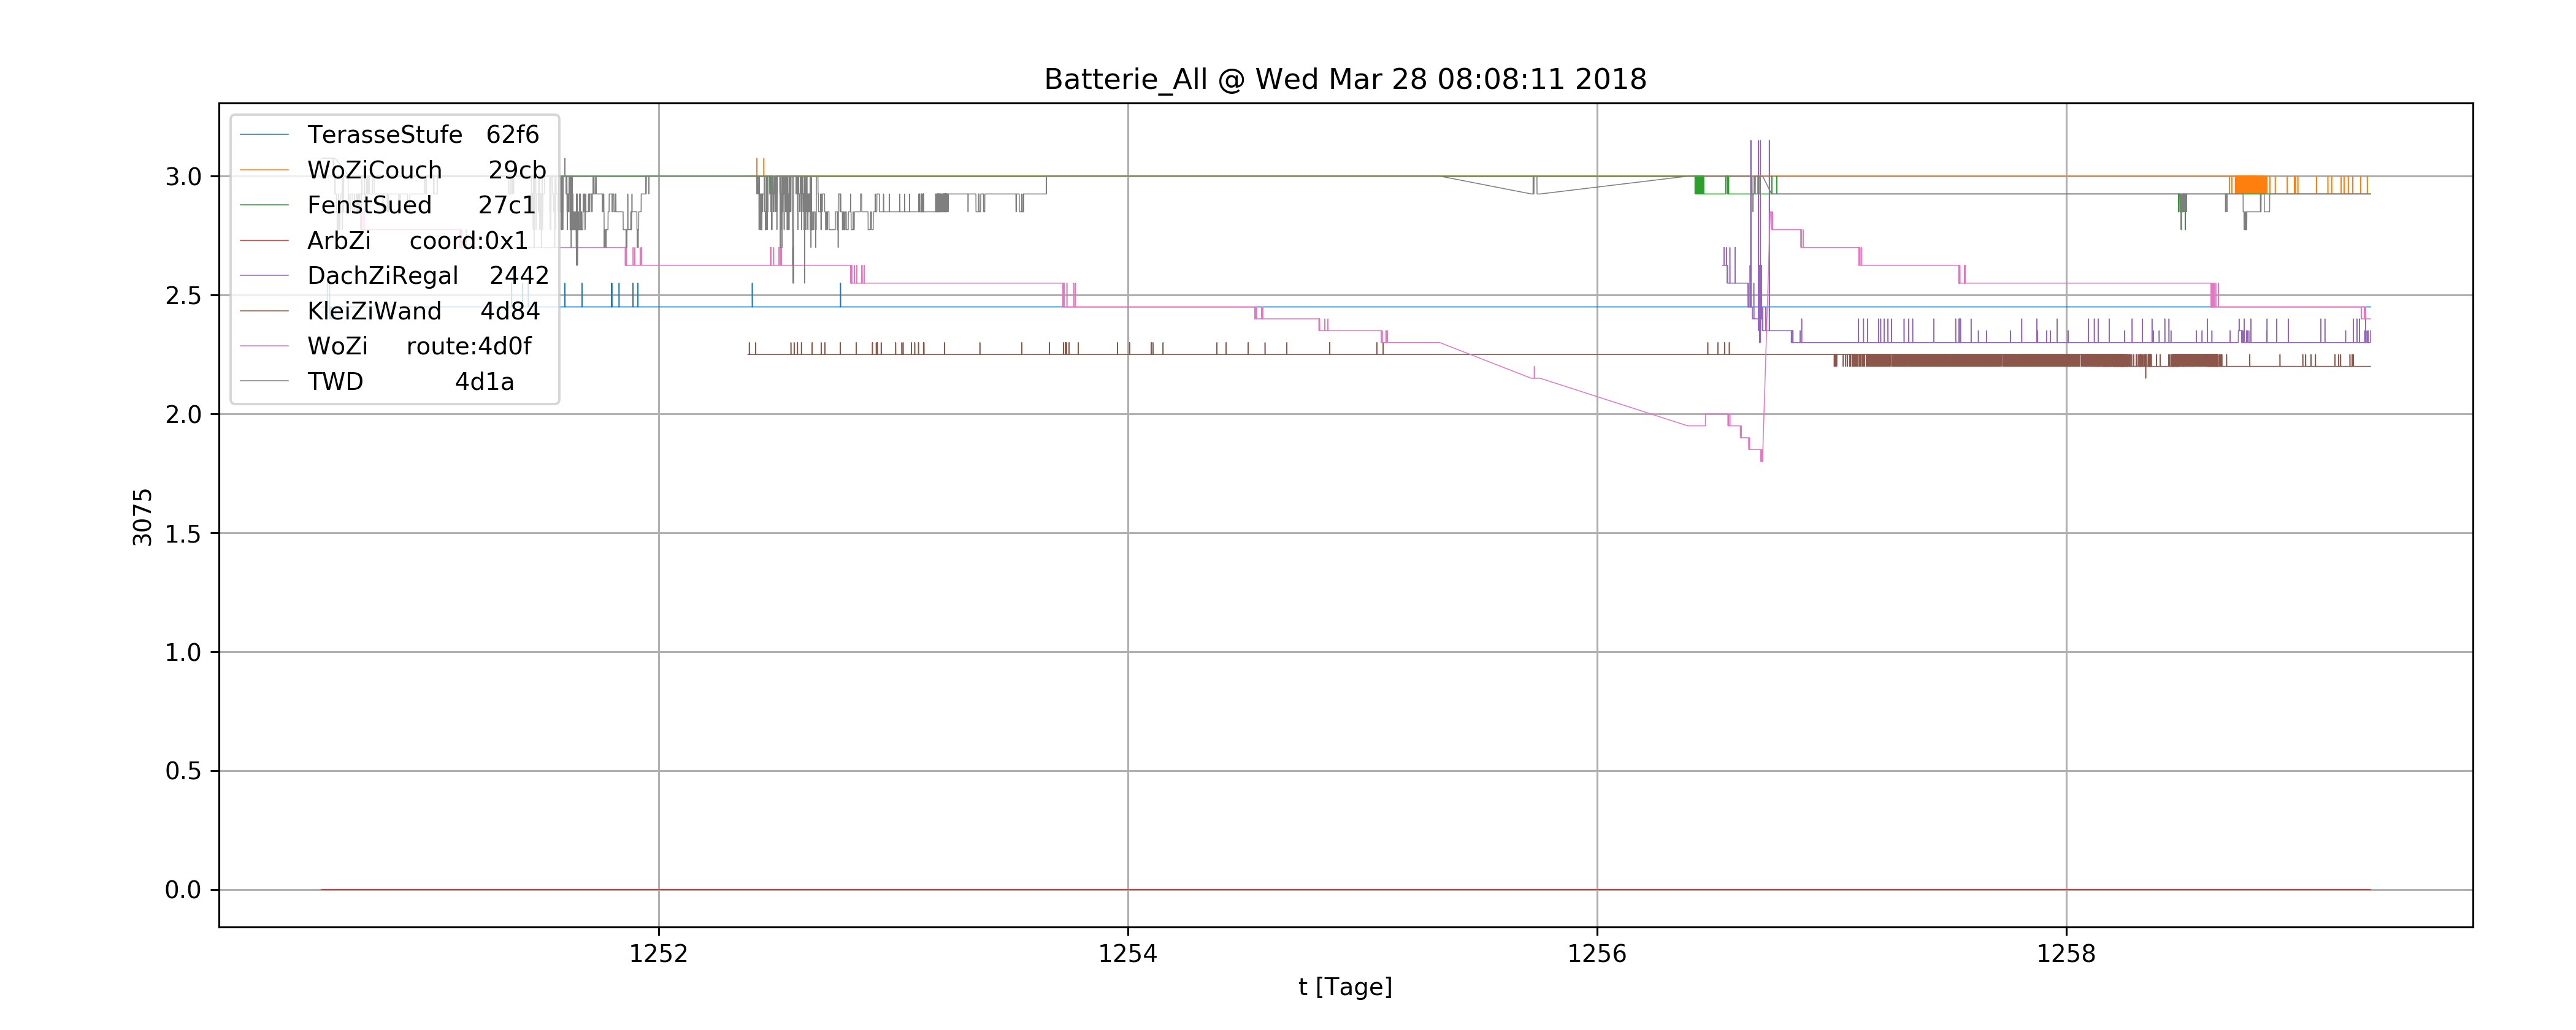 Batterie_All @ Wed Mar 28 08:08:11 2018
TerasseStufe 62f6
WoZiCouch 29cb
FenstSued 27c1
ArbZi coord:0x1
DachZiRegal 2442
KleiZiWand 4d84
WoZi route:4d0f
TWD 4d1a
3.0
2.5
2.0
1.5
1.0
0.5
0.0
3075
1252 1254 1256 1258
t [Tage]